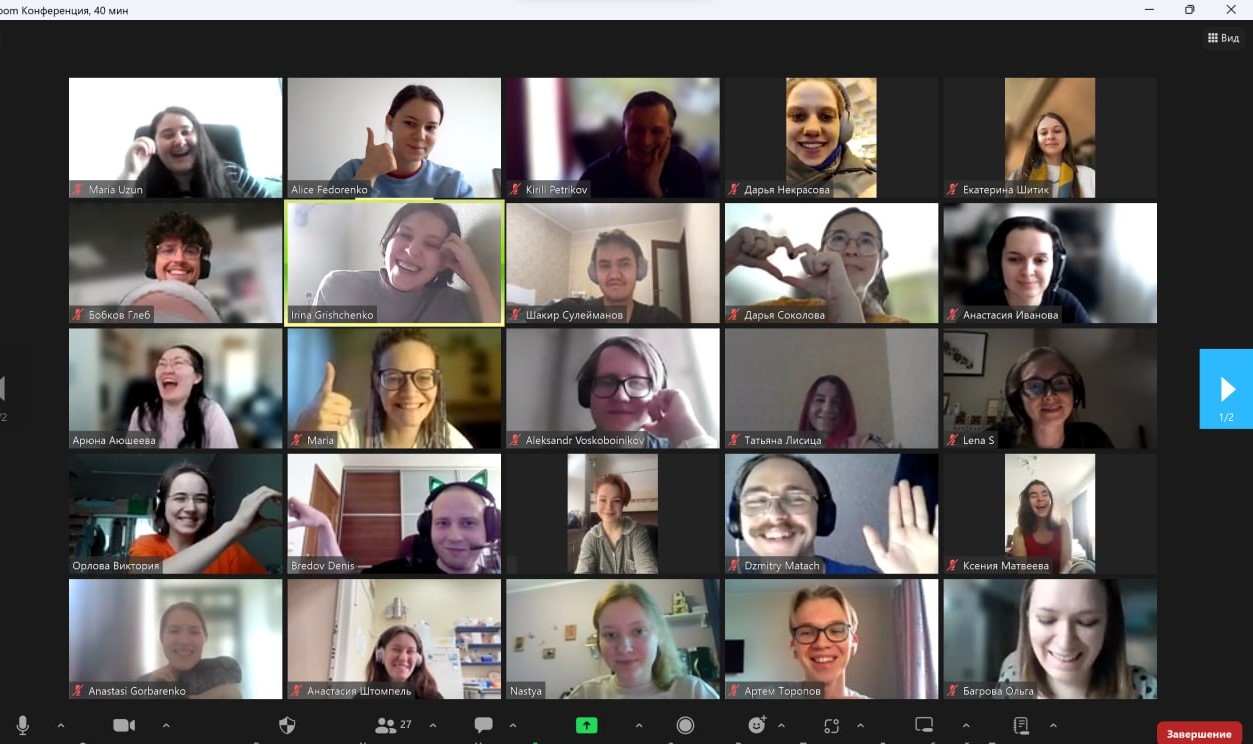 Конференция, 40 мин
Вид
Maria Uzun
Alice Fedorenko
Kirill Petrikov
Дарья Некрасова
Екатерина Шитик
Бобков Глеб
Irina Grishchenko
Шакир Сулейманов
Дарья Соколова
Анастасия Иванова
Арюна Аюшеева
Maria
Aleksandr Voskoboinikov
Татьяна Лисица
Lena S
/2
1/2
Орлова Виктория
Bredov Denis
Dzmitry Matach
Ксения Матвеева
Anastasi Gorbarenko
Анастасия Штомпель
Nastya
Артем Торопов
Багрова Ольга
27
Завершение